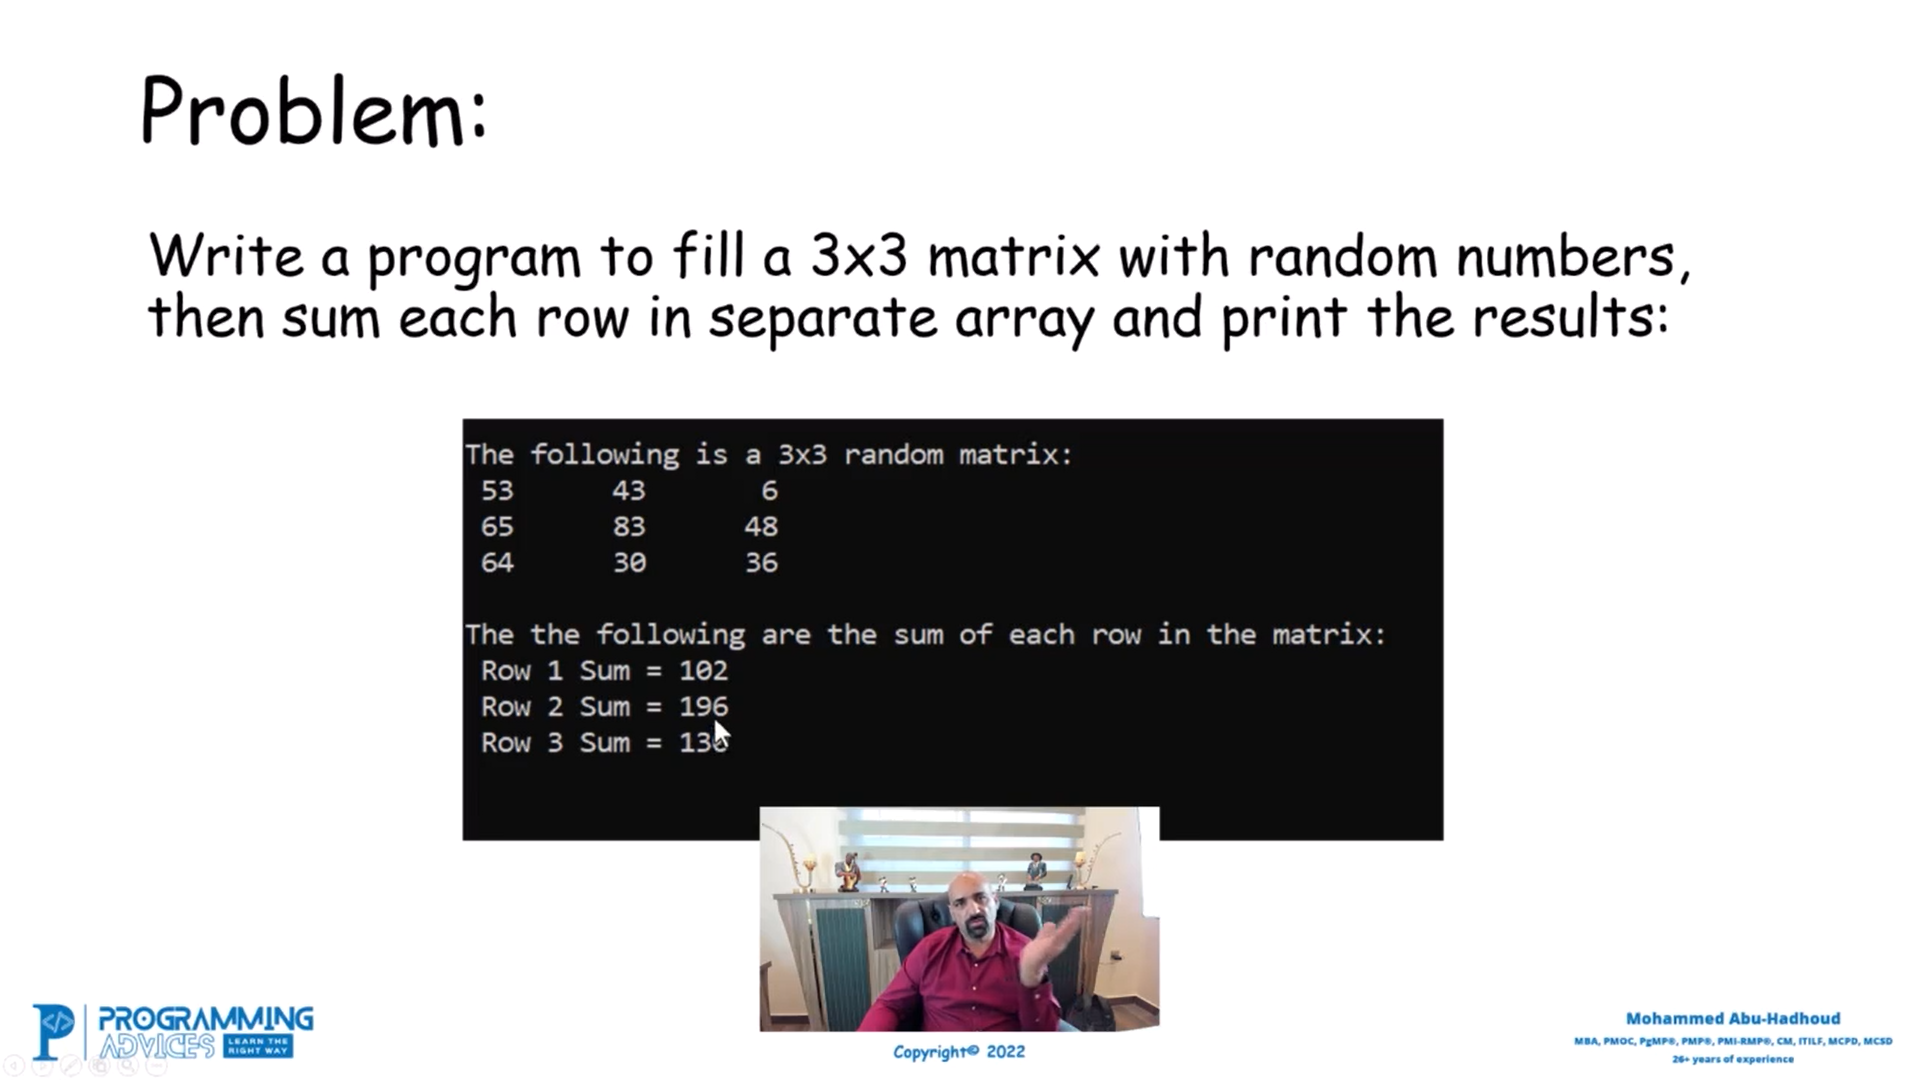 Problem:
Write a program to fill a 3x3 matrix with random numbers,
then sum each row in separate array and print the results:
The following is a 3x3 random matrix:
53 43 6
65 83 48
64 30 36
The the following are the sum of each row in the matrix:
Row 1 Sum = 102
Row 2 Sum = 196
Row 3 Sum = 130
P </> PROGRAMMING
ADVICES LEARN THE
RIGHT WAY
Copyright© 2022
Mohammed Abu-Hadhoud
MBA, PMOC, PgMP®, PMP®, PMI-RMP®, CM, ITILF, MCPD, MCSD
26+ years of experience